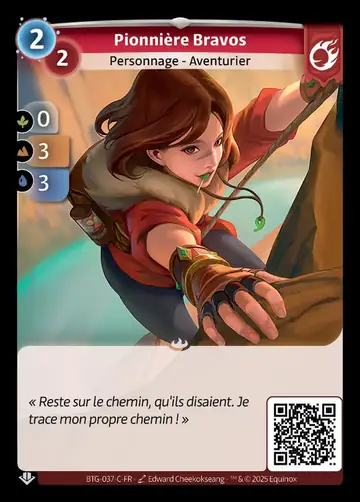 2
Pionnière Bravos
2
Personnage - Aventurier
0
3
3
« Reste sur le chemin, qu'ils disaient. Je
trace mon propre chemin ! »
BTG-037-C-FR - Edward Cheekokseang - ™ & © 2025 Equinox